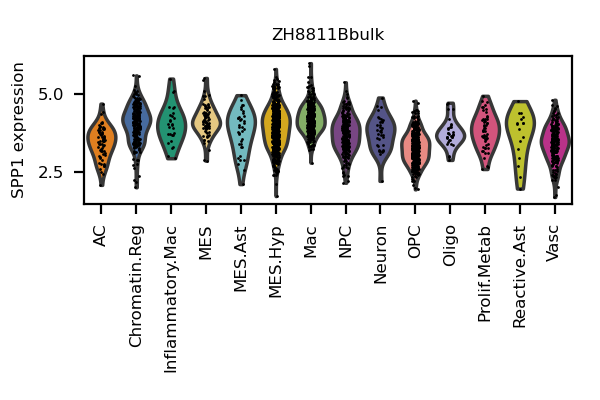 ZH8811Bbulk
SPP1 expression
5.0
2.5
AC
Chromatin.Reg
Inflammatory.Mac
MES
MES.Ast
MES.Hyp
Mac
NPC
Neuron
OPC
Oligo
Prolif.Metab
Reactive.Ast
Vasc